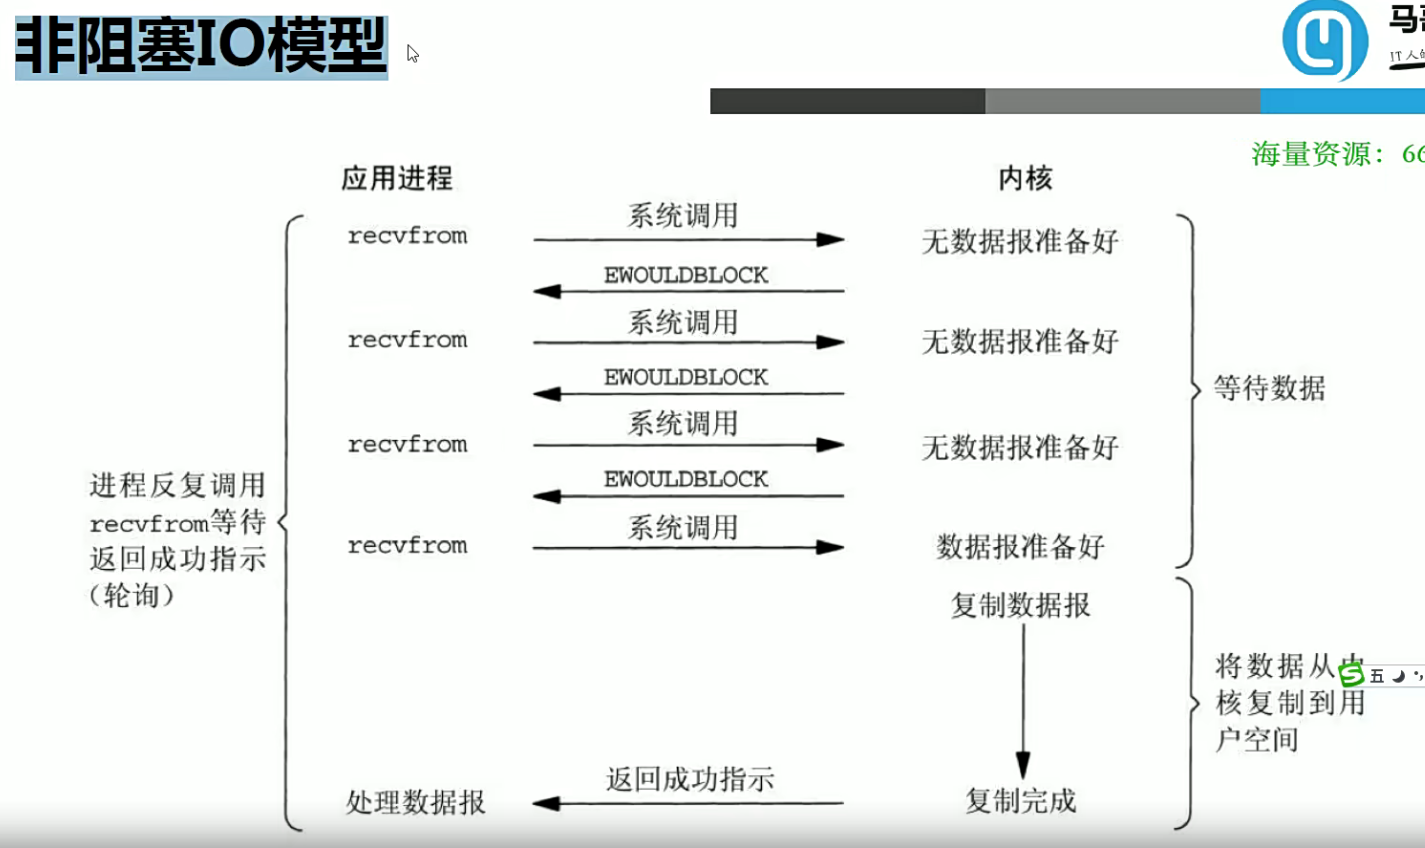 非阻塞IO模型
马哥
IT人的
海量资源：66
应用进程
内核
系统调用
recvfrom
无数据报准备好
EWOULDBLOCK
系统调用
recvfrom
无数据报准备好
EWOULDBLOCK
等待数据
系统调用
recvfrom
无数据报准备好
EWOULDBLOCK
进程反复调用
recvfrom等待
返回成功指示
（轮询）
系统调用
recvfrom
数据报准备好
复制数据报
将数据从内
核复制到用
户空间
五
返回成功指示
处理数据报
复制完成